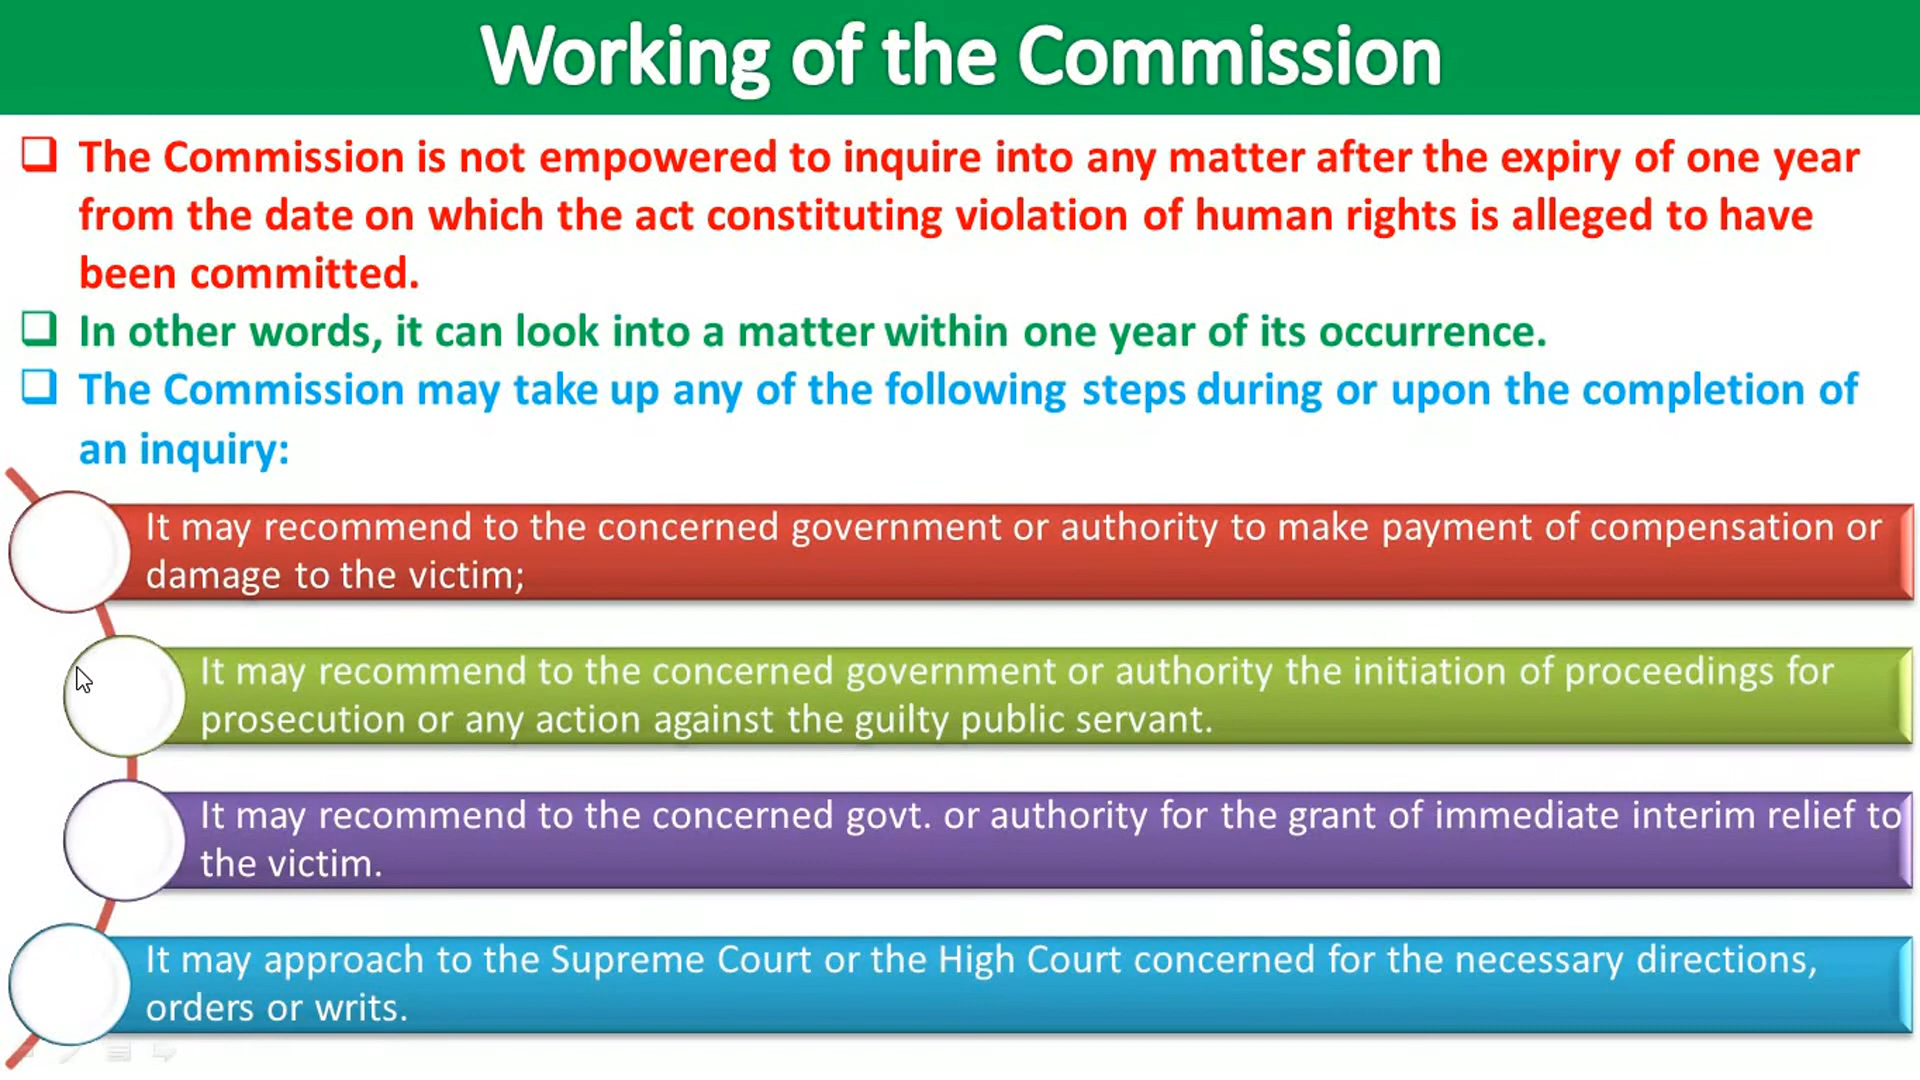 Working of the Commission
The Commission is not empowered to inquire into any matter after the expiry of one year
from the date on which the act constituting violation of human rights is alleged to have
been committed.
In other words, it can look into a matter within one year of its occurrence.
The Commission may take up any of the following steps during or upon the completion of
an inquiry:
It may recommend to the concerned government or authority to make payment of compensation or
damage to the victim;
It may recommend to the concerned government or authority the initiation of proceedings for
prosecution or any action against the guilty public servant.
It may recommend to the concerned govt. or authority for the grant of immediate interim relief to
the victim.
It may approach to the Supreme Court or the High Court concerned for the necessary directions,
orders or writs.